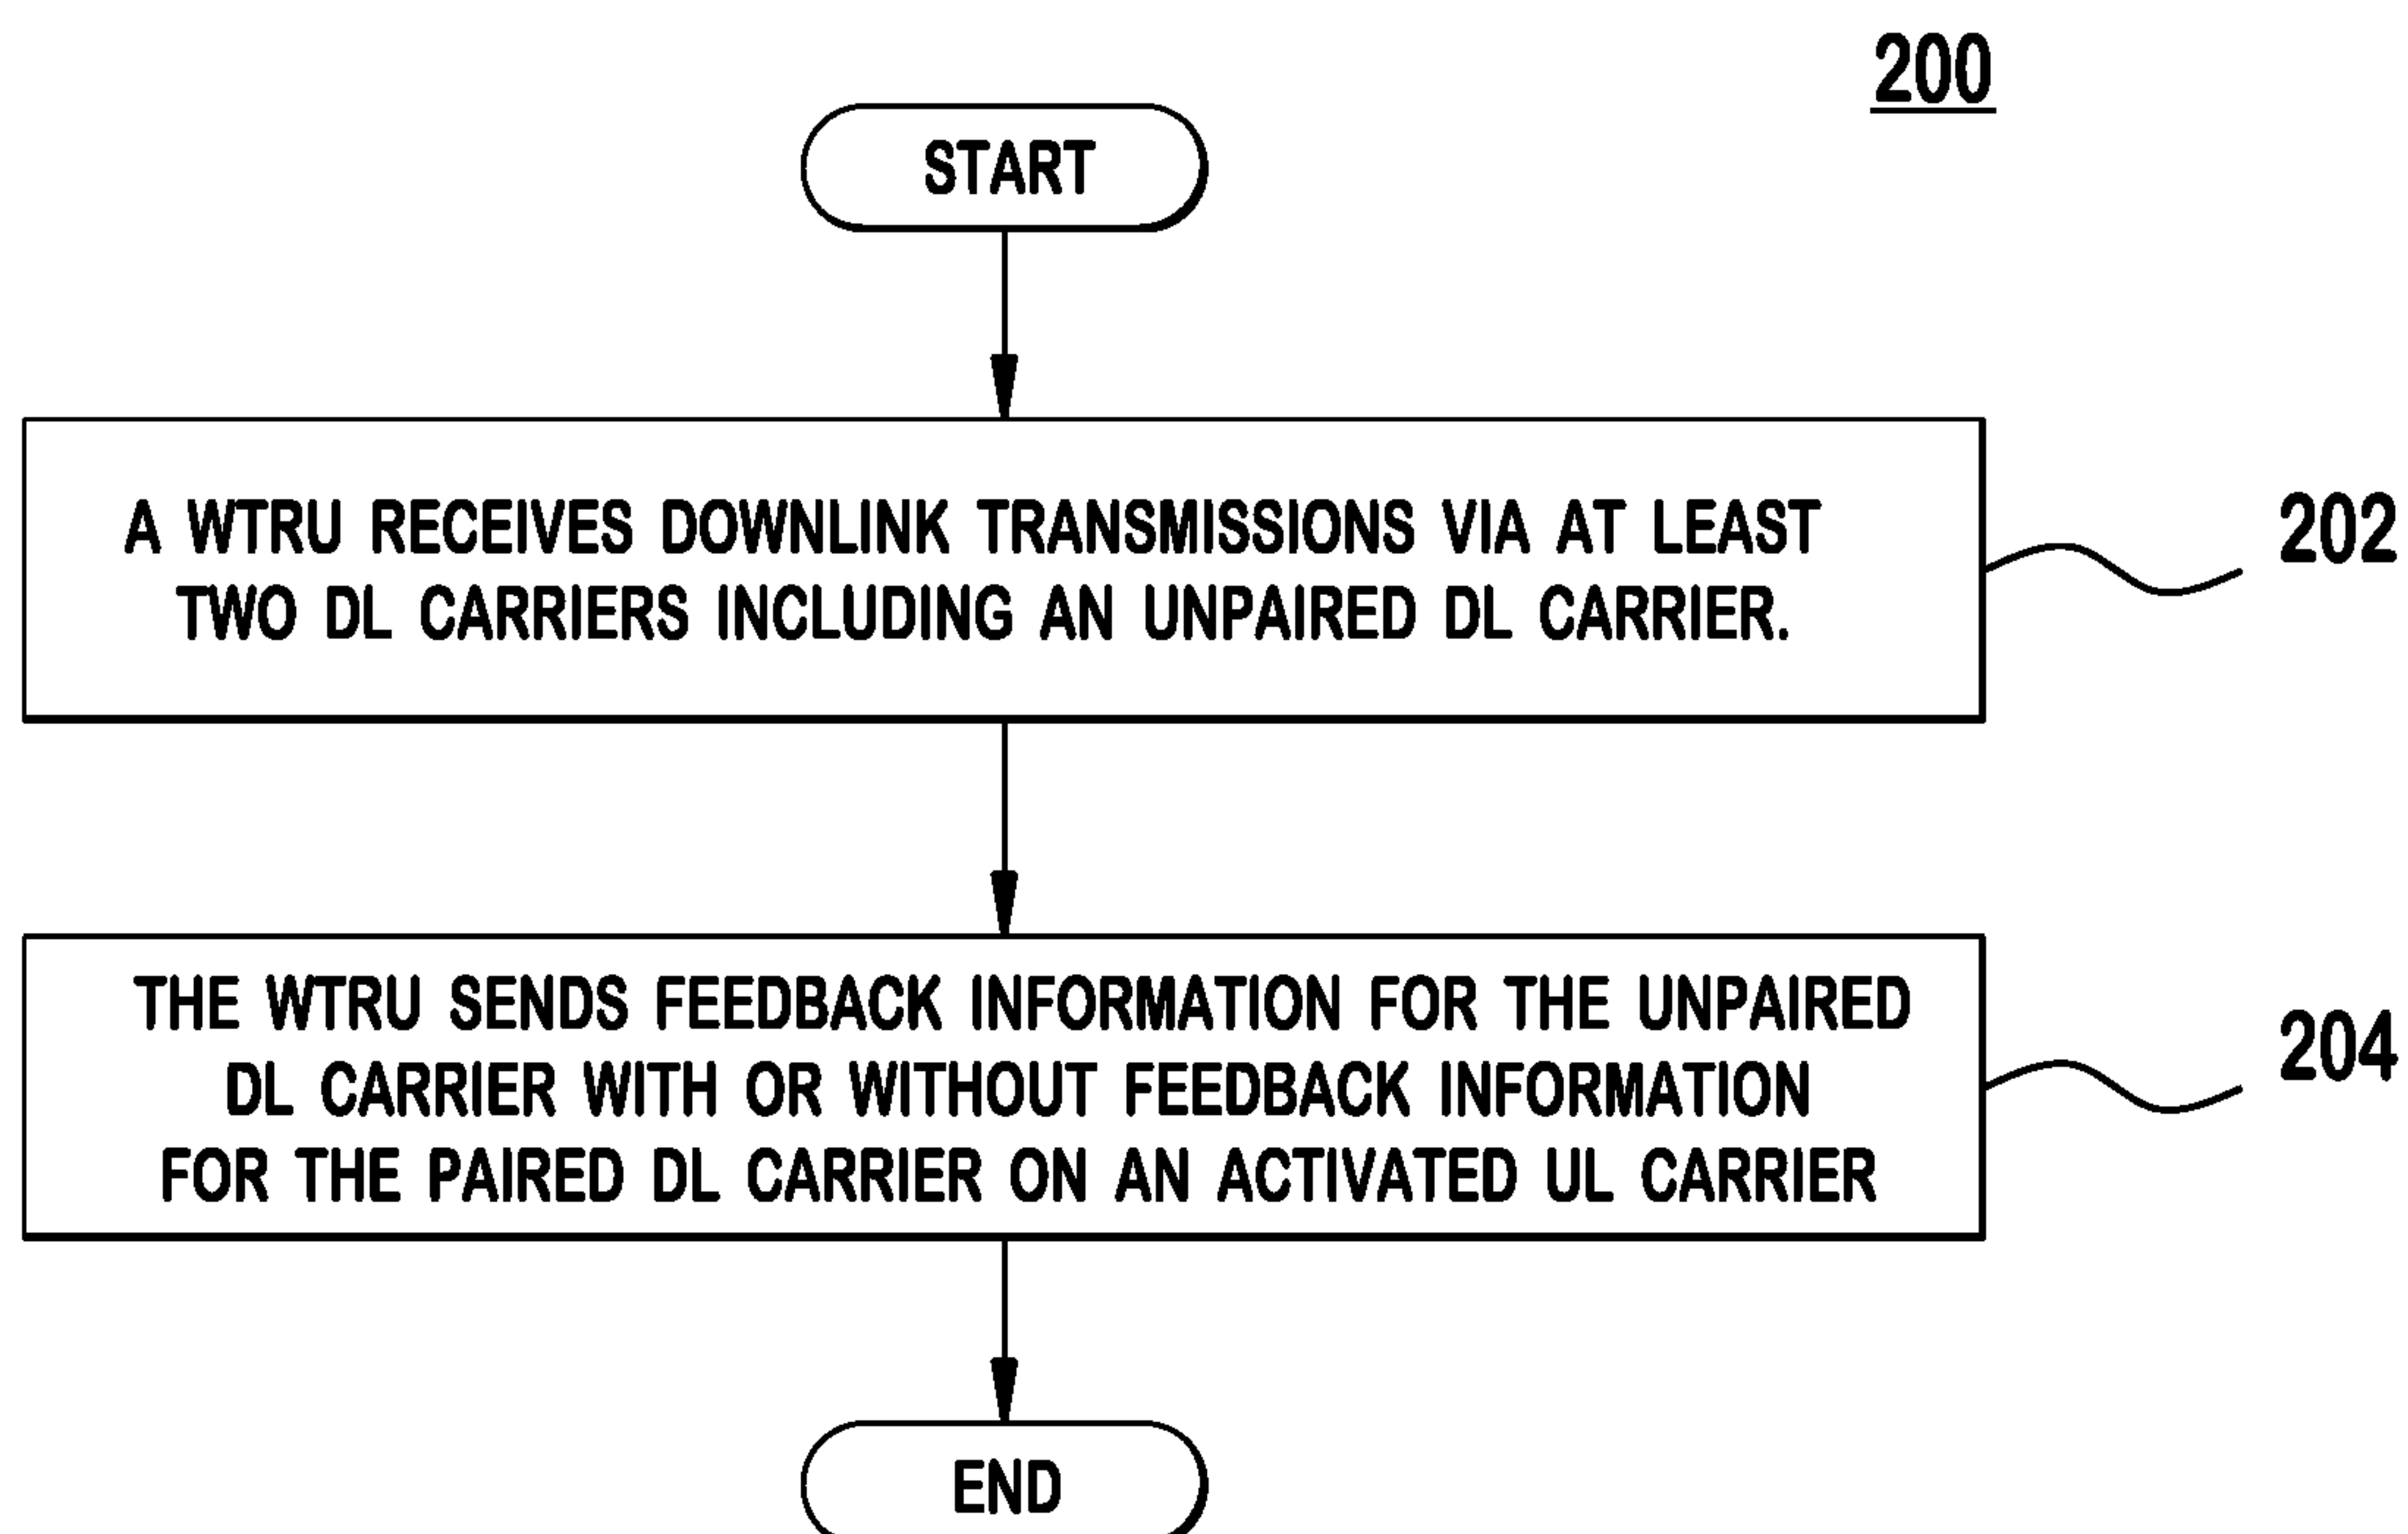 200
START
A WTRU RECEIVES DOWNLINK TRANSMISSIONS VIA AT LEAST
TWO DL CARRIERS INCLUDING AN UNPAIRED DL CARRIER.
202
THE WTRU SENDS FEEDBACK INFORMATION FOR THE UNPAIRED
DL CARRIER WITH OR WITHOUT FEEDBACK INFORMATION
FOR THE PAIRED DL CARRIER ON AN ACTIVATED UL CARRIER
204
END